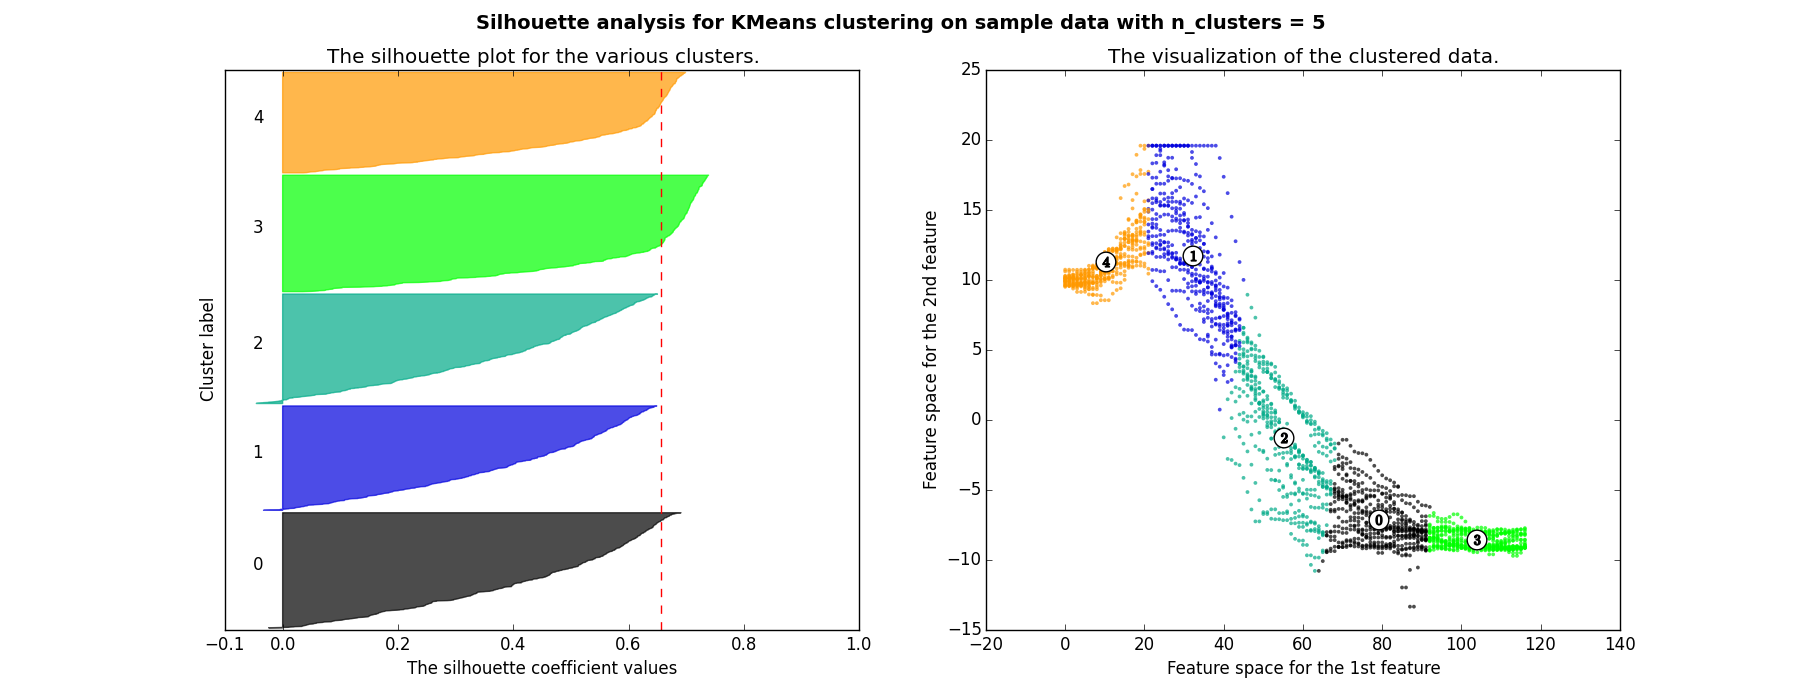 Silhouette analysis for KMeans clustering on sample data with n_clusters = 5
The silhouette plot for the various clusters.
4
3
2
1
0
Cluster label
−0.1 0.0 0.2 0.4 0.6 0.8 1.0
The silhouette coefficient values
The visualization of the clustered data.
25
20
15
10
5
0
−5
−10
−15
Feature space for the 2nd feature
4
1
2
0
3
−20 0 20 40 60 80 100 120 140
Feature space for the 1st feature